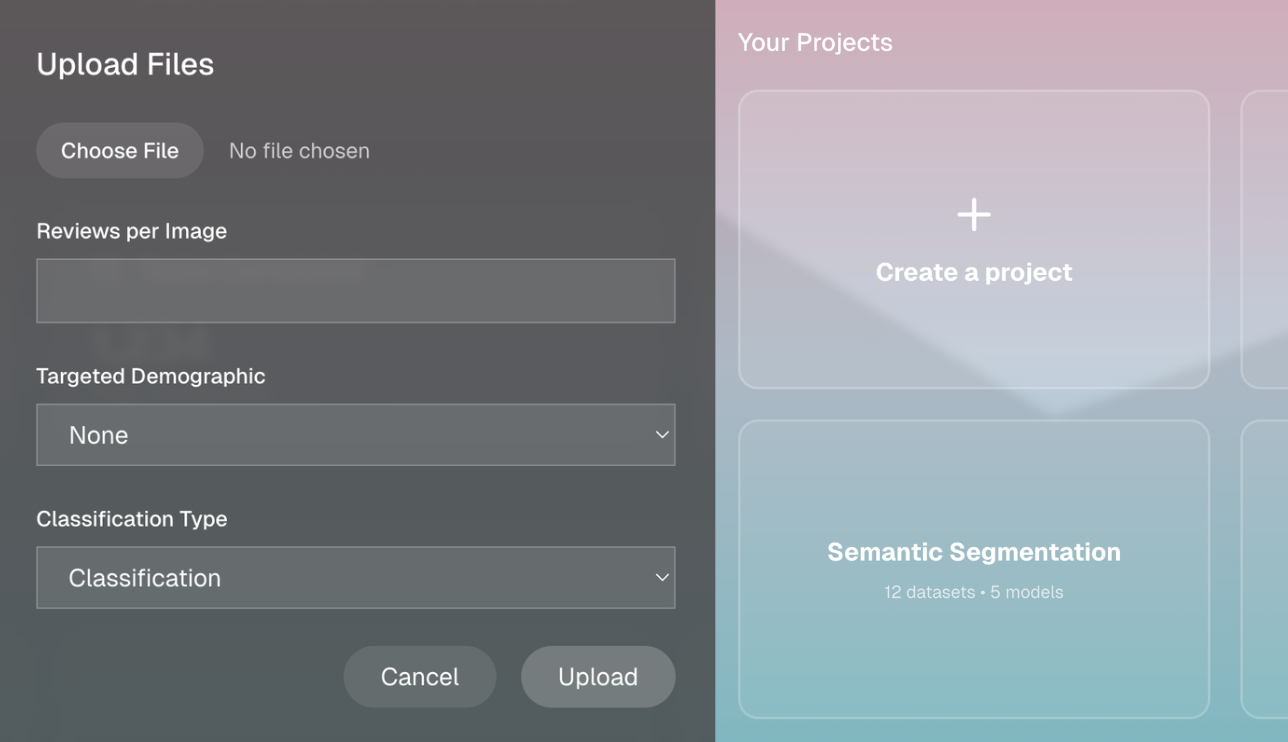 Upload Files
Choose File No file chosen
Reviews per Image
Targeted Demographic
None
Classification Type
Classification
Cancel Upload
Your Projects
Create a project
Semantic Segmentation
12 datasets • 5 models